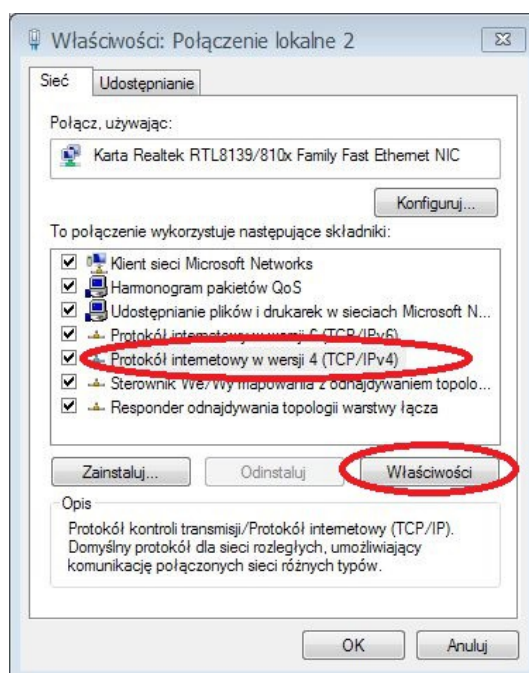 Właściwości: Połączenie lokalne 2
Sieć
Udostępnianie
Połącz, używając:
Karta Realtek RTL8139/810x Family Fast Ethernet NIC
Konfiguruj...
To połączenie wykorzystuje następujące składniki:
Klient sieci Microsoft Networks
Harmonogram pakietów QoS
Udostępnianie plików i drukarek w sieciach Microsoft N...
Protokół internetowy w wersji 6 (TCP/IPv6)
Protokół internetowy w wersji 4 (TCP/IPv4)
Sterownik We/Wy mapowania z odnajdywaniem topolo...
Responder odnajdywania topologii warstwy łącza
Zainstaluj...
Odinstaluj
Właściwości
Opis
Protokół kontroli transmisji/Protokół internetowy (TCP/IP).
Domyślny protokół dla sieci rozległych, umożliwiający
komunikację połączonych sieci różnych typów.
OK
Anuluj